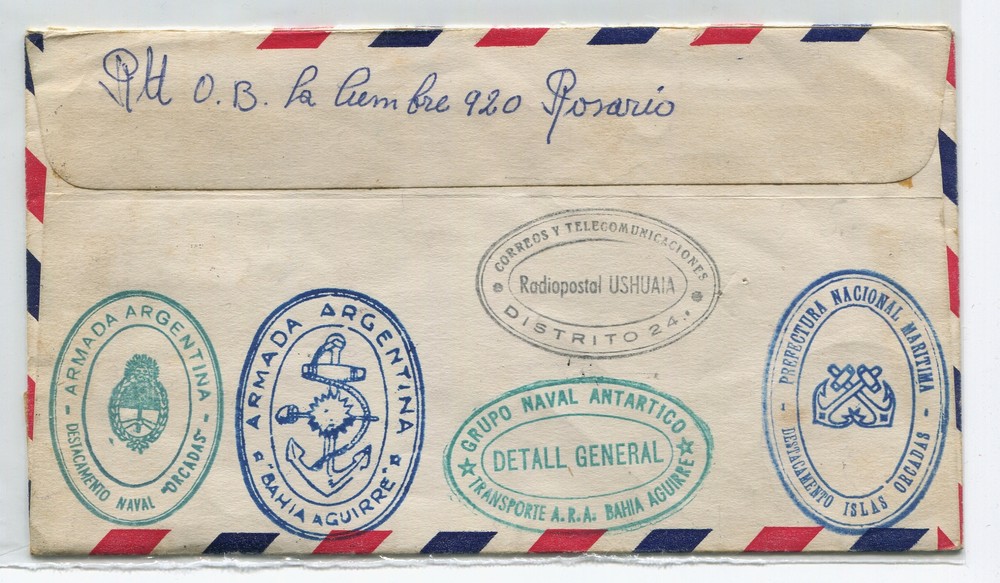 O. B. La Cumbre 920 Rosario
CORREOS Y TELECOMUNICACIONES
Radiopostal USHUAIA
DISTRITO 24.
ARMADA ARGENTINA
DESTACAMENTO NAVAL "ORCADAS"
ARMADA ARGENTINA
"BAHIA AGUIRRE"
GRUPO NAVAL ANTARTICO
DETALL GENERAL
TRANSPORTE A.R.A. BAHIA AGUIRRE
PREFECTURA NACIONAL MARITIMA
DESTACAMENTO ISLAS ORCADAS